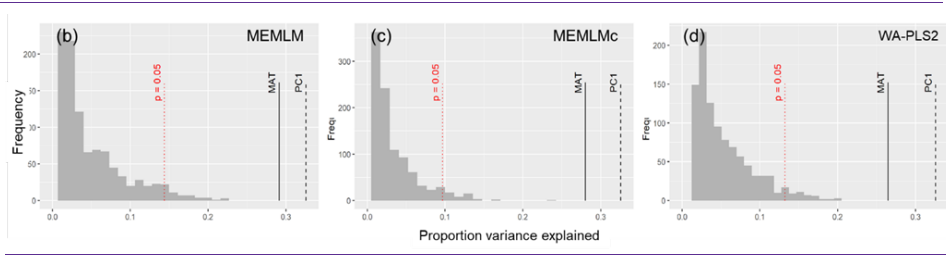 (b) MEMLM
(c) MEMLMc
(d) WA-PLS2
p = 0.05
MAT
PC1
p = 0.05
MAT
PC1
p = 0.05
MAT
PC1
Frequency
200
50
00
50
0
0.0 0.1 0.2 0.3
Freq
300
200
100
0
0.0 0.1 0.2 0.3
Freq
200
150
100
50
0
0.0 0.1 0.2 0.3
Proportion variance explained